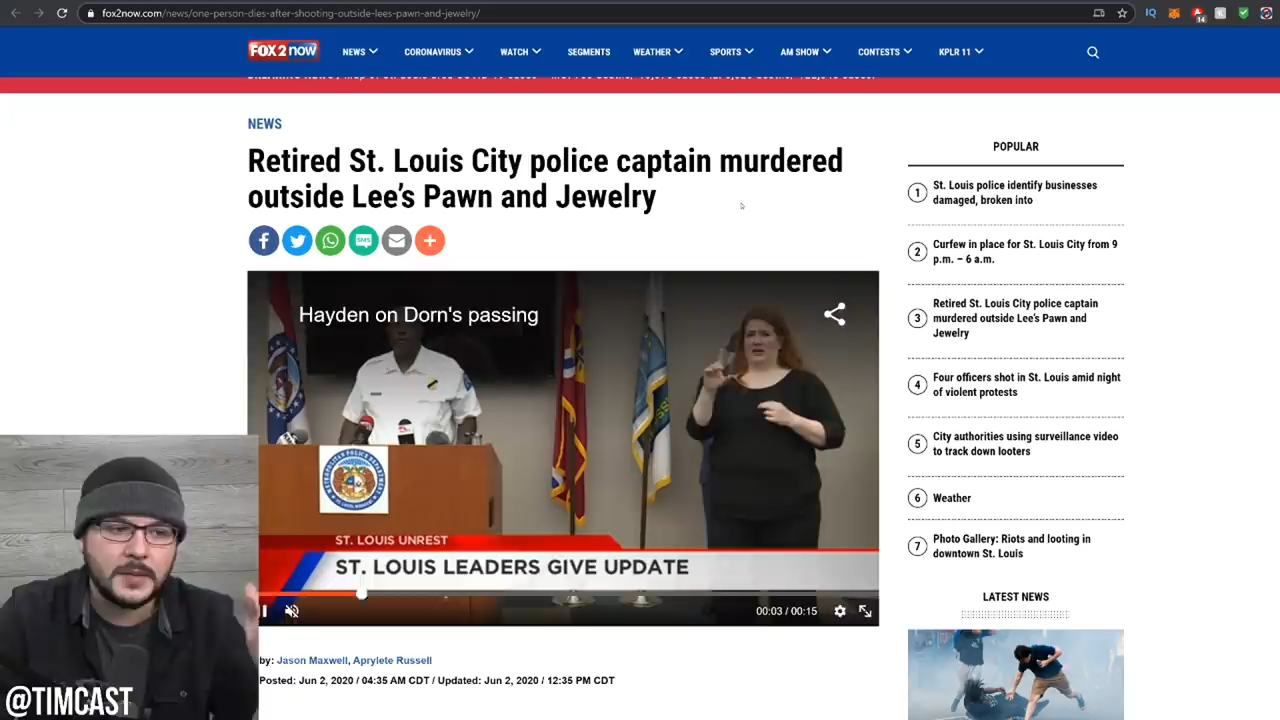 fox2now.com/news/one-person-dies-after-shooting-outside-lees-pawn-and-jewelry/
IQ
14
FOX 2 now
NEWS
CORONAVIRUS
WATCH
SEGMENTS
WEATHER
SPORTS
AM SHOW
CONTESTS
KPLR 11
NEWS
Retired St. Louis City police captain murdered
outside Lee's Pawn and Jewelry
SMS
Hayden on Dorn's passing
ST. LOUIS UNREST
ST. LOUIS LEADERS GIVE UPDATE
00:03 / 00:15
by: Jason Maxwell, Aprylete Russell
Posted: Jun 2, 2020 / 04:35 AM CDT / Updated: Jun 2, 2020 / 12:35 PM CDT
POPULAR
1
St. Louis police identify businesses
damaged, broken into
2
Curfew in place for St. Louis City from 9
p.m. – 6 a.m.
3
Retired St. Louis City police captain
murdered outside Lee's Pawn and
Jewelry
4
Four officers shot in St. Louis amid night
of violent protests
5
City authorities using surveillance video
to track down looters
6
Weather
7
Photo Gallery: Riots and looting in
downtown St. Louis
LATEST NEWS
@TIMCAST